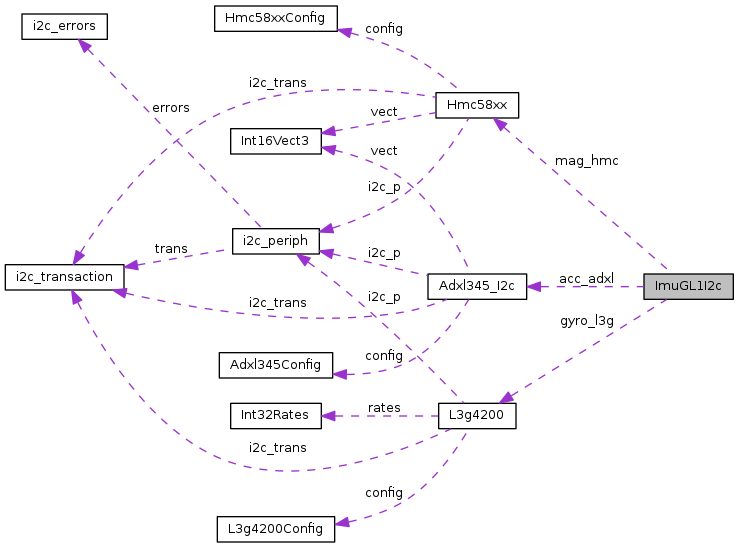 Hmc58xxConfig
i2c_errors
config
i2c_trans
Hmc58xx
errors
vect
Int16Vect3
vect
mag_hmc
i2c_p
i2c_periph
trans
i2c_p
i2c_transaction
acc_adxl
Adxl345_I2c
ImuGL1I2c
i2c_trans
i2c_p
gyro_l3g
config
Adxl345Config
rates
Int32Rates
L3g4200
i2c_trans
config
L3g4200Config